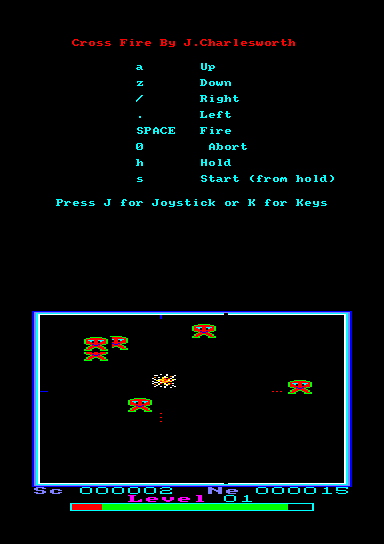 Cross Fire By J.Charlesworth
a Up
z Down
/ Right
. Left
SPACE Fire
0 Abort
h Hold
s Start (from hold)
Press J for Joystick or K for Keys
Sc 000002 Ne 000015
Level 01